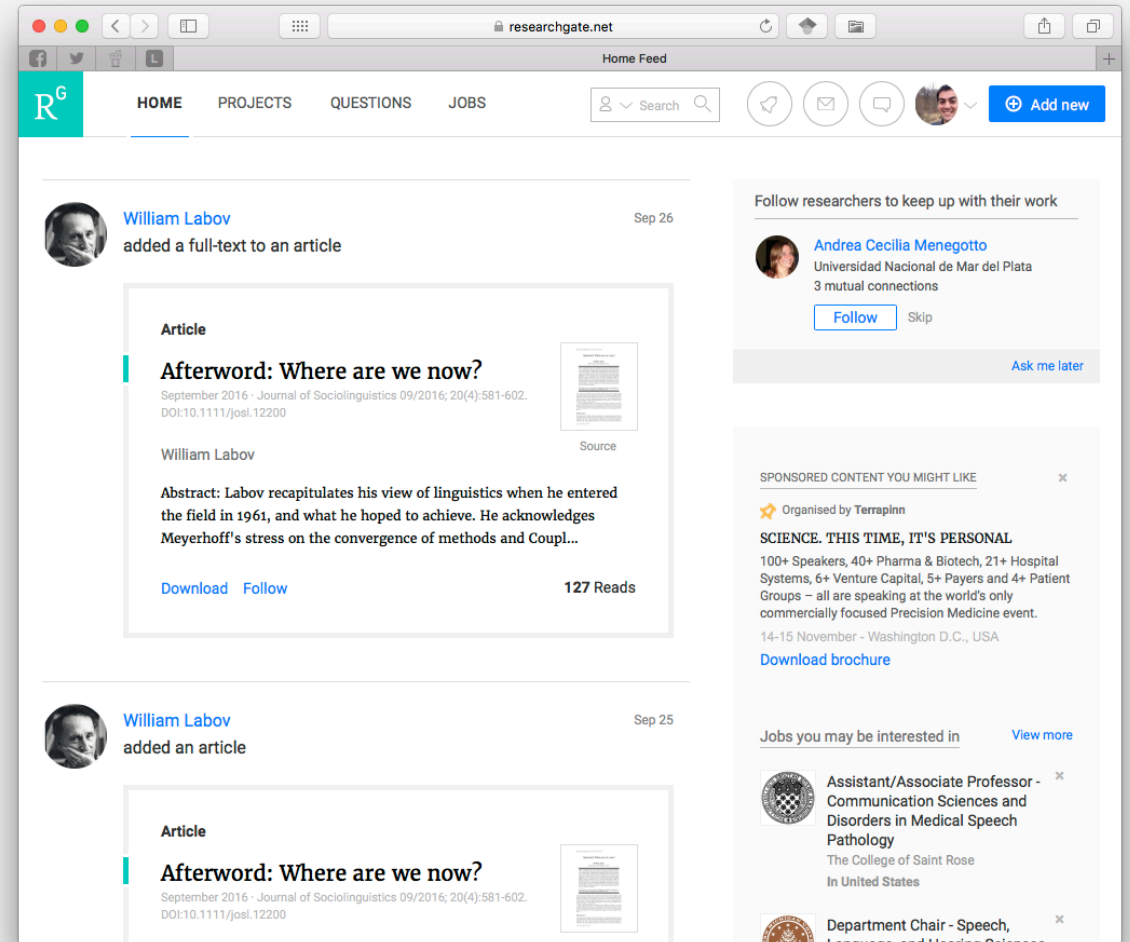 researchgate.net
Home Feed
RG
HOME
PROJECTS
QUESTIONS
JOBS
Search
Add new
William Labov
Sep 26
added a full-text to an article
Article
Afterword: Where are we now?
September 2016 · Journal of Sociolinguistics 09/2016; 20(4):581-602.
DOI:10.1111/josl.12200
Source
William Labov
Abstract: Labov recapitulates his view of linguistics when he entered
the field in 1961, and what he hoped to achieve. He acknowledges
Meyerhoff's stress on the convergence of methods and Coupl...
Download Follow
127 Reads
William Labov
Sep 25
added an article
Article
Afterword: Where are we now?
September 2016 · Journal of Sociolinguistics 09/2016; 20(4):581-602.
DOI:10.1111/josl.12200
Follow researchers to keep up with their work
Andrea Cecilia Menegotto
Universidad Nacional de Mar del Plata
3 mutual connections
Follow Skip
Ask me later
SPONSORED CONTENT YOU MIGHT LIKE
Organised by Terrapinn
SCIENCE. THIS TIME, IT'S PERSONAL
100+ Speakers, 40+ Pharma & Biotech, 21+ Hospital
Systems, 6+ Venture Capital, 5+ Payers and 4+ Patient
Groups – all are speaking at the world's only
commercially focused Precision Medicine event.
14-15 November - Washington D.C., USA
Download brochure
Jobs you may be interested in
View more
Assistant/Associate Professor -
Communication Sciences and
Disorders in Medical Speech
Pathology
The College of Saint Rose
In United States
Department Chair - Speech,
Language, and Hearing Sciences